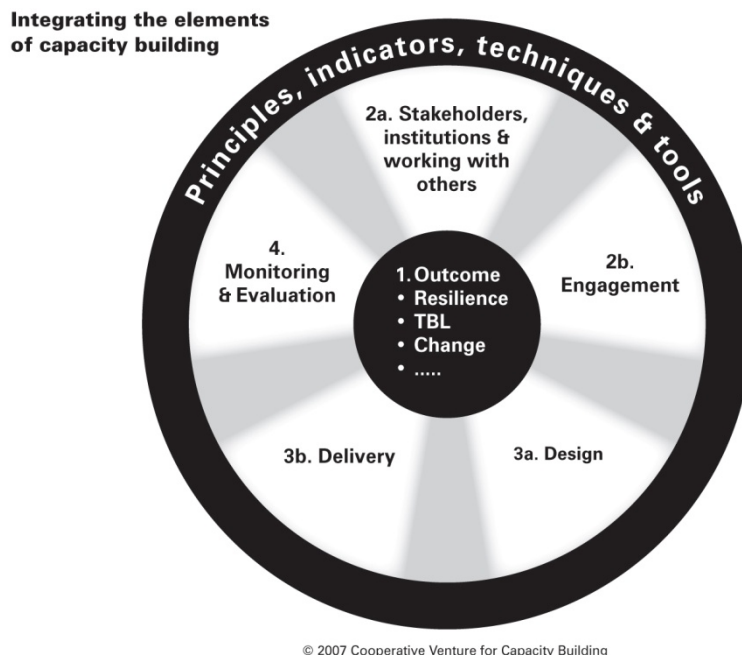 Integrating the elements
of capacity building
Principles, indicators, techniques & tools
2a. Stakeholders,
institutions &
working with
others
2b.
Engagement
3a. Design
3b. Delivery
4.
Monitoring
& Evaluation
1. Outcome
• Resilience
• TBL
• Change
• .....
© 2007 Cooperative Venture for Capacity Building